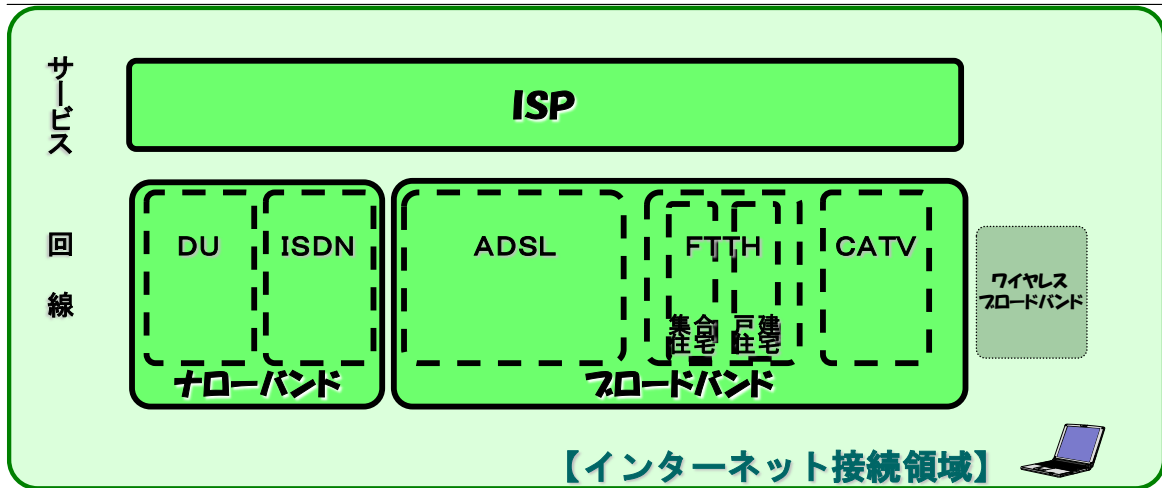 サービス
ISP
回線
DU
ISDN
ADSL
FTTH
CATV
集合
住宅
戸建
住宅
ワイヤレス
ブロードバンド
ナローバンド
ブロードバンド
【インターネット接続領域】